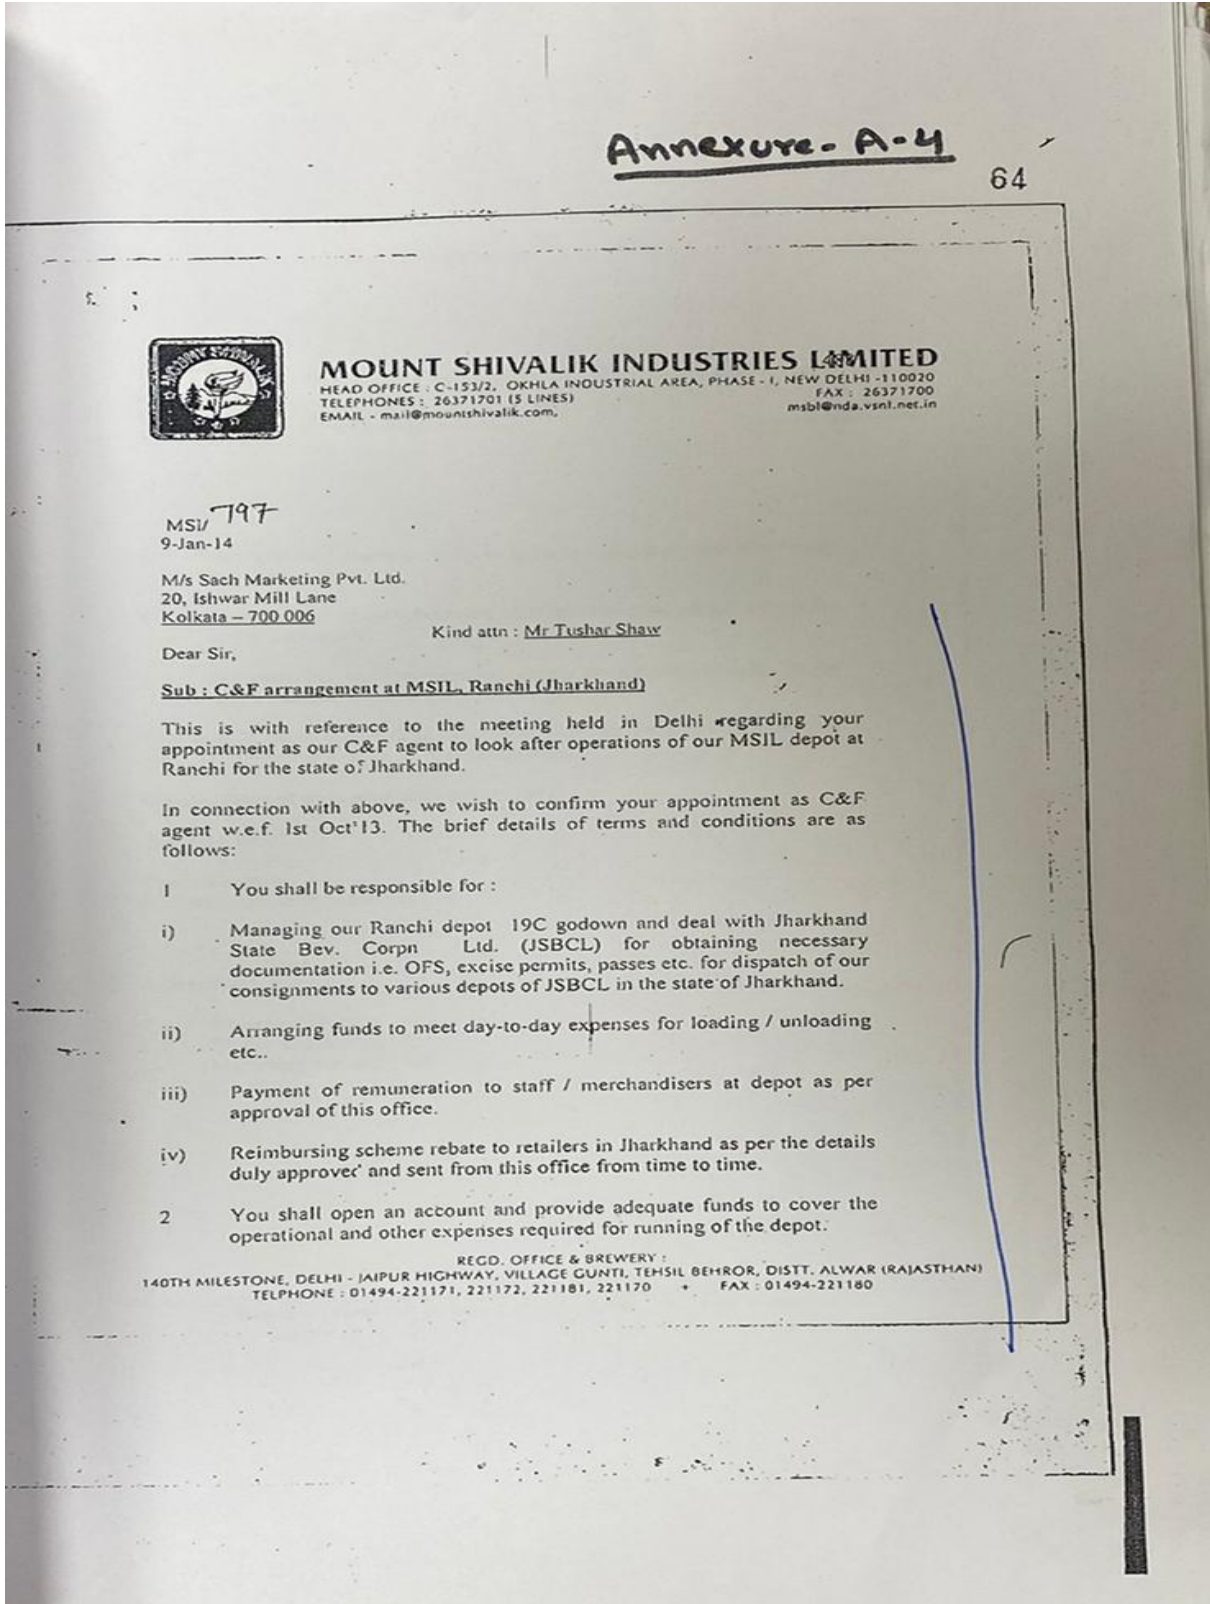 Annexure- A-4
64
MOUNT SHIVALIK
MOUNT SHIVALIK INDUSTRIES LIMITED
HEAD OFFICE : C-153/2, OKHLA INDUSTRIAL AREA, PHASE - I, NEW DELHI -110020
TELEPHONES : 26371701 (5 LINES) FAX : 26371700
EMAIL - mail@mountshivalik.com, msbl@nda.vsnl.net.in
MSI/ 797
9-Jan-14
M/s Sach Marketing Pvt. Ltd.
20, Ishwar Mill Lane
Kolkata – 700 006
Kind attn : Mr Tushar Shaw
Dear Sir,
Sub : C&F arrangement at MSIL, Ranchi (Jharkhand)
This is with reference to the meeting held in Delhi regarding your
appointment as our C&F agent to look after operations of our MSIL depot at
Ranchi for the state of Jharkhand.
In connection with above, we wish to confirm your appointment as C&F
agent w.e.f. 1st Oct'13. The brief details of terms and conditions are as
follows:
1 You shall be responsible for :
i) Managing our Ranchi depot 19C godown and deal with Jharkhand
State Bev. Corpn Ltd. (JSBCL) for obtaining necessary
documentation i.e. OFS, excise permits, passes etc. for dispatch of our
consignments to various depots of JSBCL in the state of Jharkhand.
ii) Arranging funds to meet day-to-day expenses for loading / unloading
etc..
iii) Payment of remuneration to staff / merchandisers at depot as per
approval of this office.
iv) Reimbursing scheme rebate to retailers in Jharkhand as per the details
duly approved and sent from this office from time to time.
2 You shall open an account and provide adequate funds to cover the
operational and other expenses required for running of the depot.
REGD. OFFICE & BREWERY :
140TH MILESTONE, DELHI - JAIPUR HIGHWAY, VILLAGE GUNTI, TEHSIL BEHROR, DISTT. ALWAR (RAJASTHAN)
TELPHONE : 01494-221171, 221172, 221181, 221170 + FAX : 01494-221180